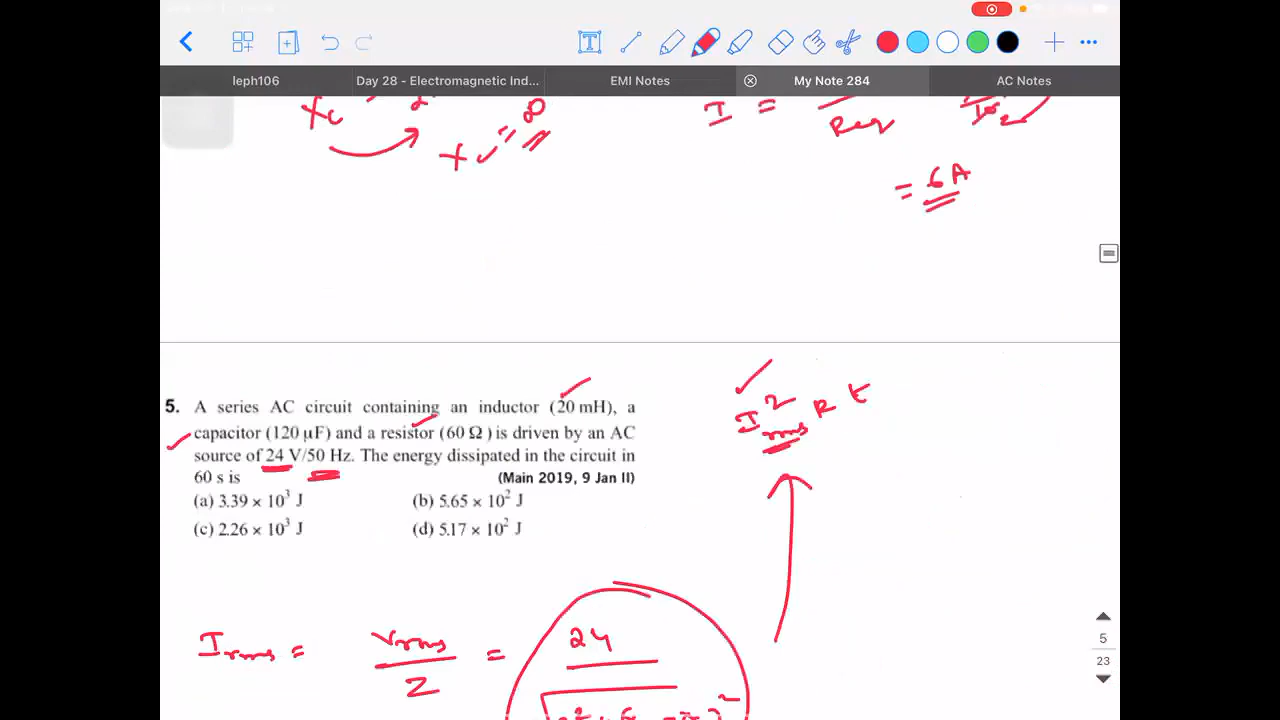 leph106 Day 28 - Electromagnetic Ind... EMI Notes My Note 284 AC Notes
I = Req
= 6A
5. A series AC circuit containing an inductor (20 mH), a
capacitor (120 μF) and a resistor (60 Ω) is driven by an AC
source of 24 V/50 Hz. The energy dissipated in the circuit in
60 s is (Main 2019, 9 Jan II)
(a) 3.39 × 10³ J (b) 5.65 × 10² J
(c) 2.26 × 10³ J (d) 5.17 × 10² J
I²rms R t
Irms = Vrms / Z = 24
5
23